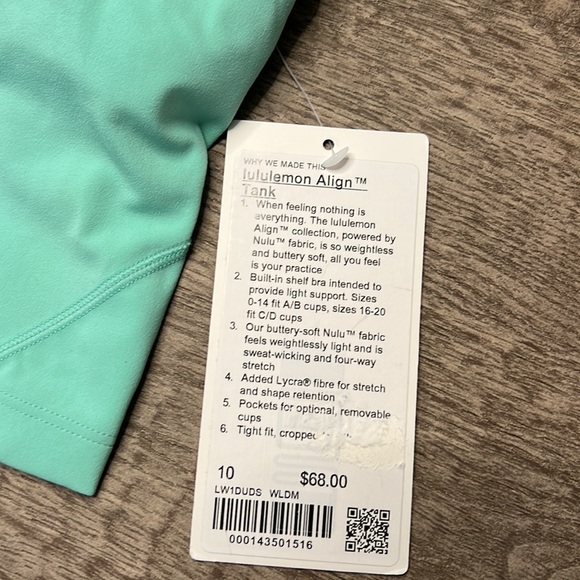 WHY WE MADE THIS
lululemon Align™
Tank
1. When feeling nothing is
everything. The lululemon
Align™ collection, powered by
Nulu™ fabric, is so weightless
and buttery soft, all you feel
is your practice
2. Built-in shelf bra intended to
provide light support. Sizes
0-14 fit A/B cups, sizes 16-20
fit C/D cups
3. Our buttery-soft Nulu™ fabric
feels weightlessly light and is
sweat-wicking and four-way
stretch
4. Added Lycra® fibre for stretch
and shape retention
5. Pockets for optional, removable
cups
6. Tight fit, cropped
10 $68.00
LW1DUDS WLDM
000143501516